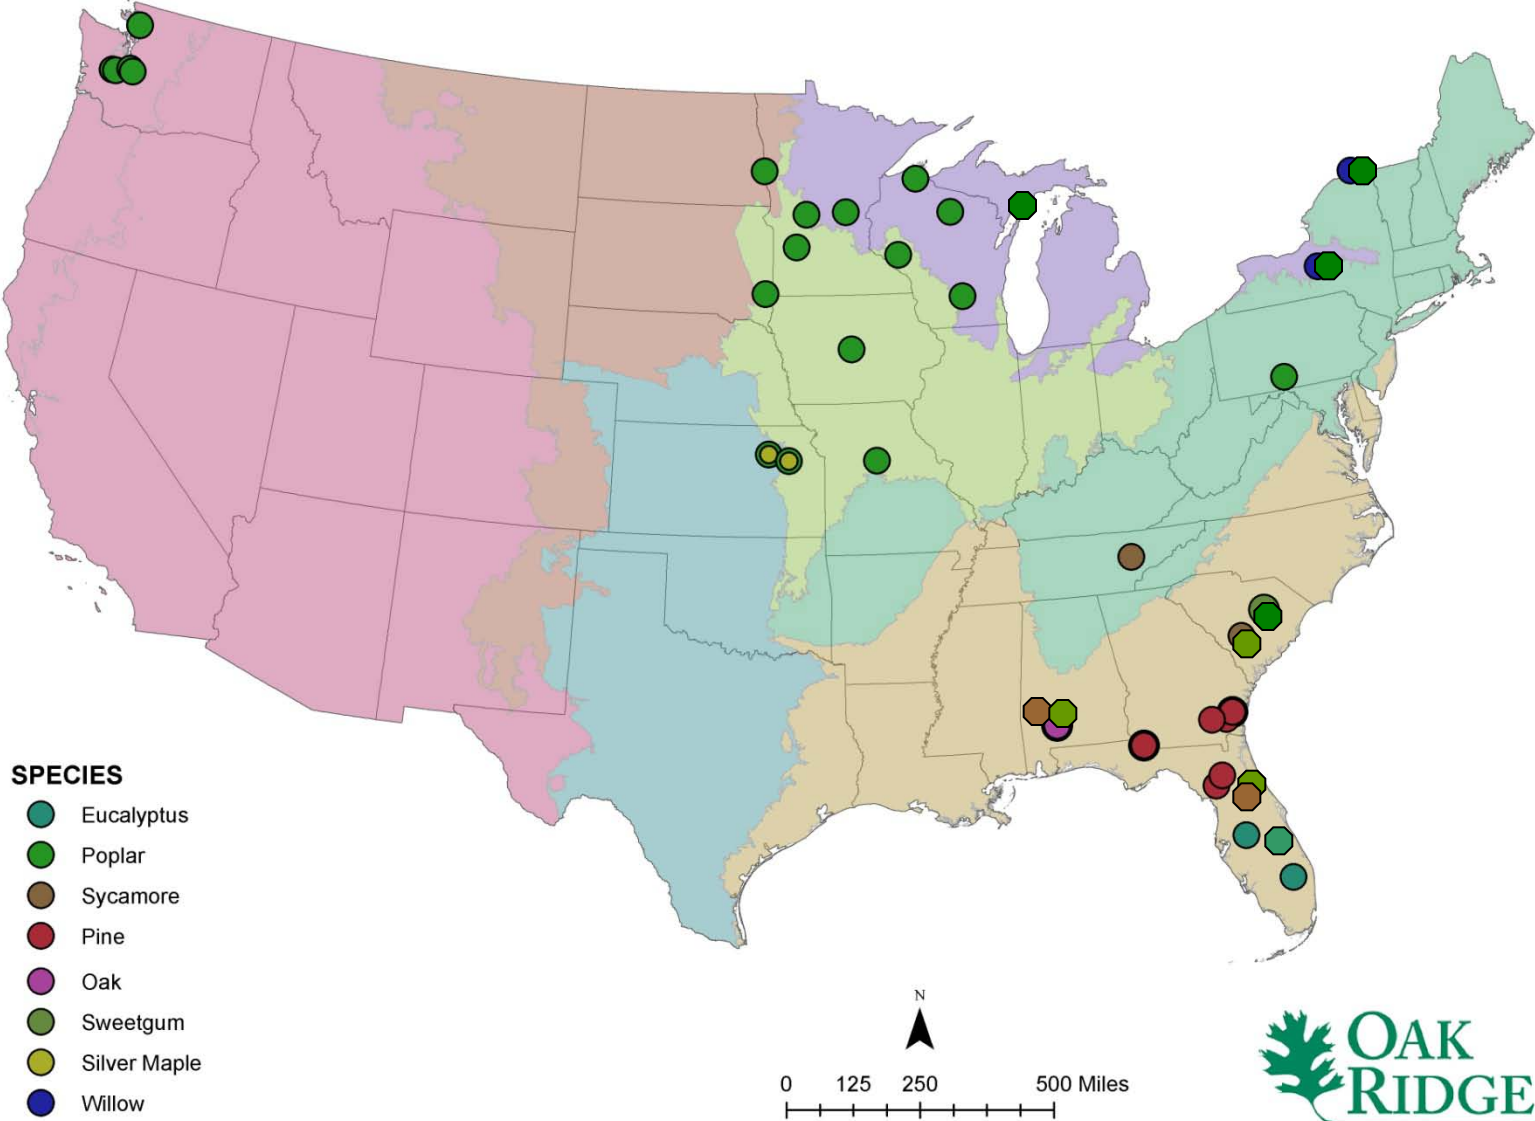 SPECIES
Eucalyptus
Poplar
Sycamore
Pine
Oak
Sweetgum
Silver Maple
Willow
N
0 125 250 500 Miles
OAK
RIDGE